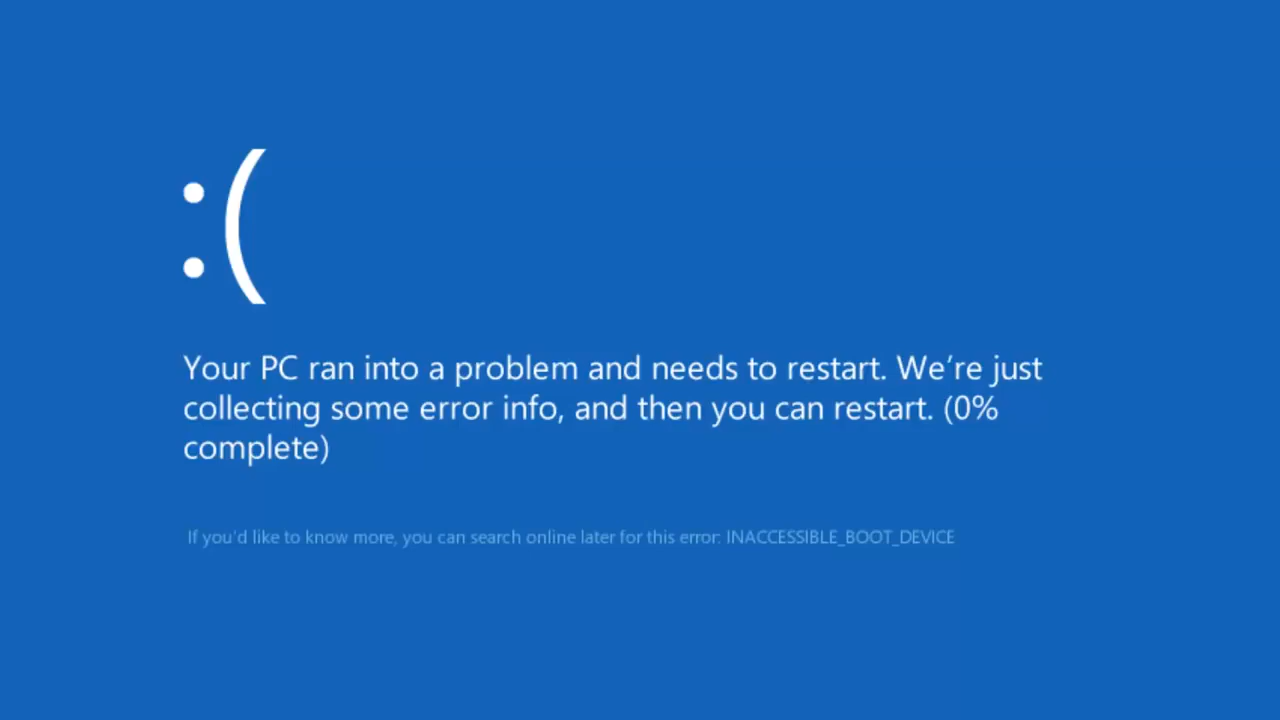 :(
Your PC ran into a problem and needs to restart. We’re just
collecting some error info, and then you can restart. (0%
complete)
If you'd like to know more, you can search online later for this error: INACCESSIBLE_BOOT_DEVICE